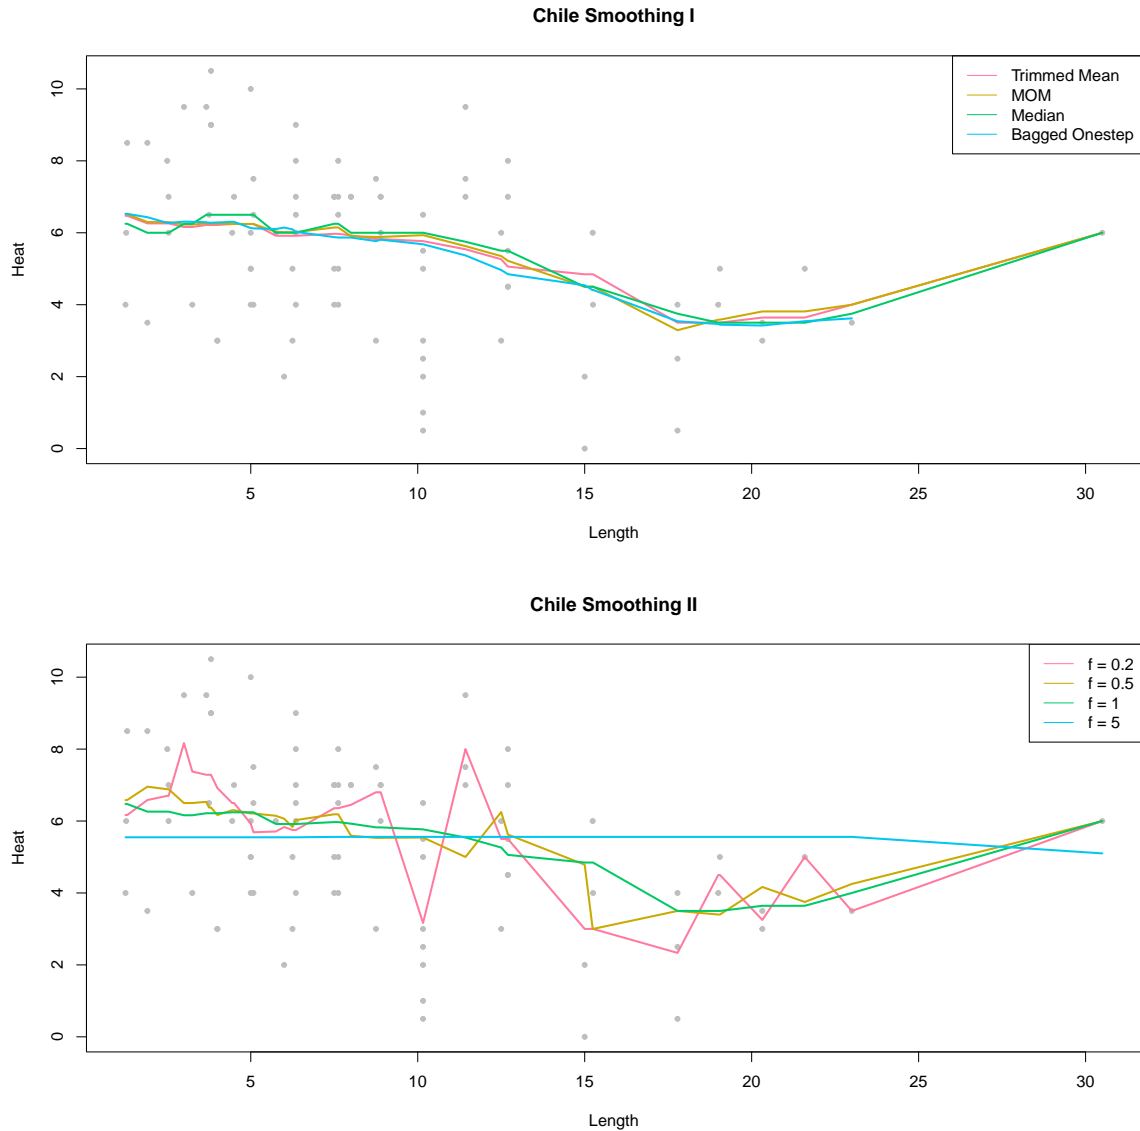 Chile Smoothing I
Heat
0 2 4 6 8 10
Trimmed Mean
MOM
Median
Bagged Onestep
5 10 15 20 25 30
Length
Chile Smoothing II
Heat
0 2 4 6 8 10
f = 0.2
f = 0.5
f = 1
f = 5
5 10 15 20 25 30
Length